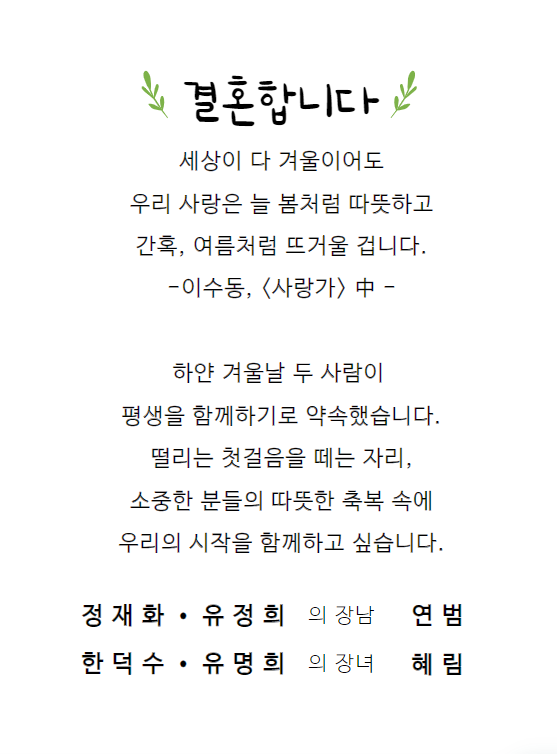 결혼합니다
세상이 다 겨울이어도
우리 사랑은 늘 봄처럼 따뜻하고
간혹, 여름처럼 뜨거울 겁니다.
-이수동, 〈사랑가〉 中 -
하얀 겨울날 두 사람이
평생을 함께하기로 약속했습니다.
떨리는 첫걸음을 떼는 자리,
소중한 분들의 따뜻한 축복 속에
우리의 시작을 함께하고 싶습니다.
정재화 • 유정희 의 장남 연범
한덕수 • 유명희 의 장녀 혜림